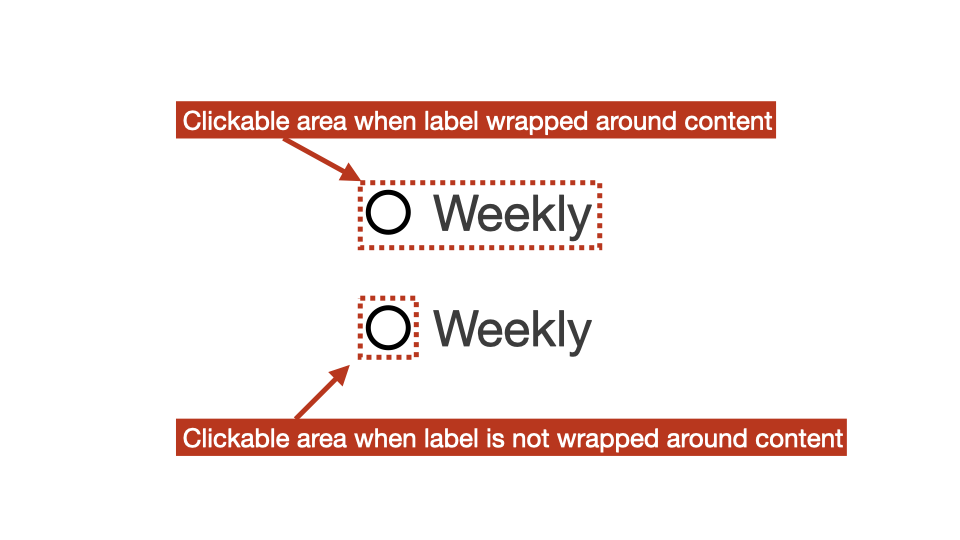 Clickable area when label wrapped around content
Weekly
Weekly
Clickable area when label is not wrapped around content